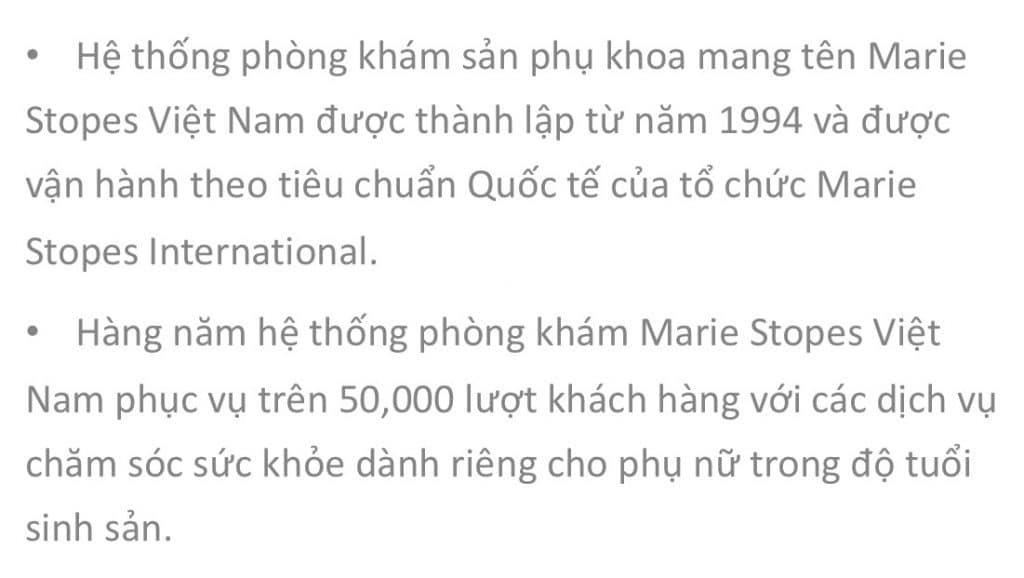 • Hệ thống phòng khám sản phụ khoa mang tên Marie
Stopes Việt Nam được thành lập từ năm 1994 và được
vận hành theo tiêu chuẩn Quốc tế của tổ chức Marie
Stopes International.
• Hàng năm hệ thống phòng khám Marie Stopes Việt
Nam phục vụ trên 50,000 lượt khách hàng với các dịch vụ
chăm sóc sức khỏe dành riêng cho phụ nữ trong độ tuổi
sinh sản.